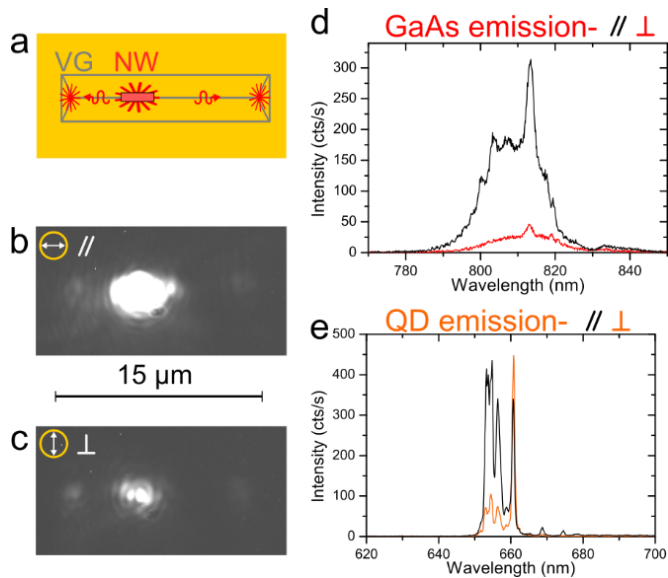 a
VG NW
b
//
15 µm
c
⊥
d
GaAs emission- // ⊥
Intensity (cts/s)
300
250
200
150
100
50
0
780 800 820 840
Wavelength (nm)
e
QD emission- // ⊥
Intensity (cts/s)
500
400
300
200
100
0
620 640 660 680 700
Wavelength (nm)